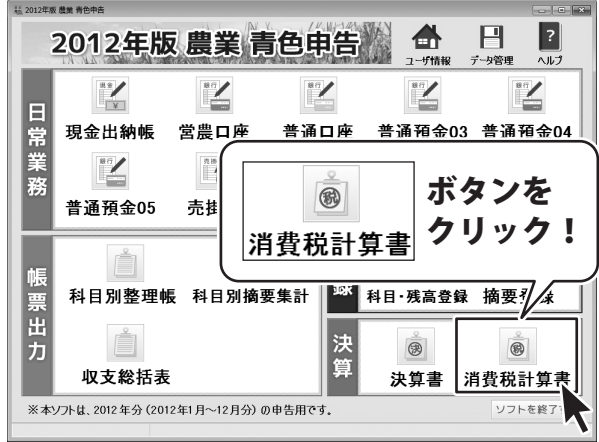 2012年版 農業 青色申告
2012年版 農業 青色申告
ユーザ情報
データ管理
ヘルプ
日常業務
現金出納帳
営農口座
普通口座
普通預金03
普通預金04
普通預金05
売掛
消費税計算書
ボタンを
クリック！
帳票出力
科目別整理帳
科目別摘要集計
録
科目・残高登録
摘要登録
収支総括表
決算
決算書
消費税計算書
※本ソフトは、2012年分(2012年1月～12月分)の申告用です。
ソフトを終了